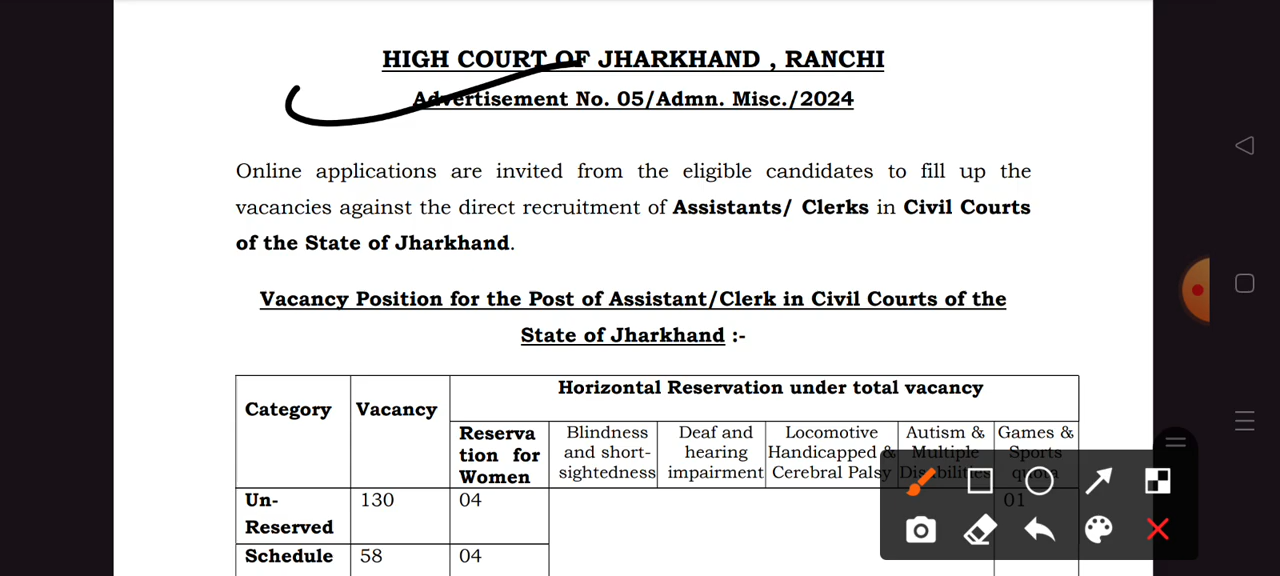 HIGH COURT OF JHARKHAND , RANCHI
Advertisement No. 05/Admn. Misc./2024
Online applications are invited from the eligible candidates to fill up the
vacancies against the direct recruitment of Assistants/ Clerks in Civil Courts
of the State of Jharkhand.
Vacancy Position for the Post of Assistant/Clerk in Civil Courts of the
State of Jharkhand :-
Horizontal Reservation under total vacancy
Category Vacancy
Reserva Blindness Deaf and Locomotive Autism & Games &
tion for and short- hearing Handicapped & Multiple Sports
Women sightedness impairment Cerebral Palsy Disabilities quota
Un- 130 04 01
Reserved
Schedule 58 04